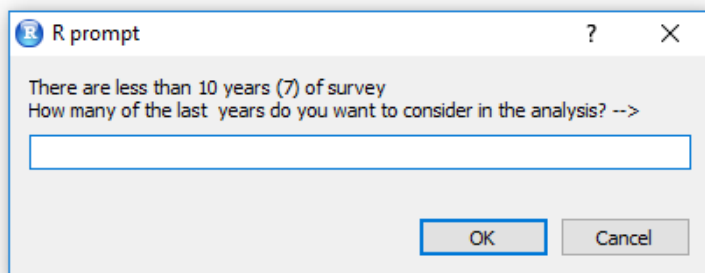 R prompt
?
There are less than 10 years (7) of survey
How many of the last  years do you want to consider in the analysis? -->
OK
Cancel